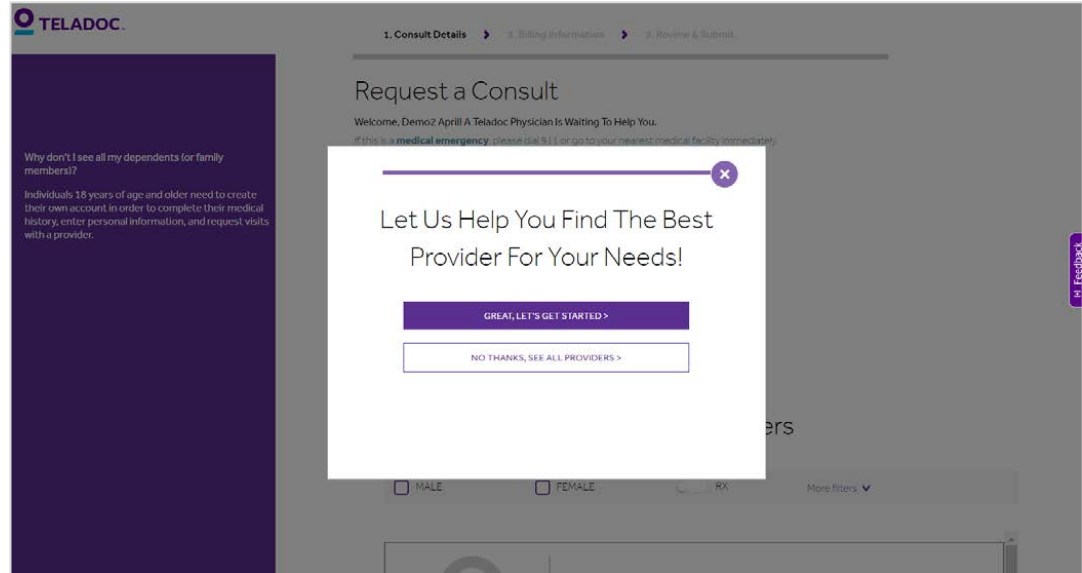 TELADOC.
1. Consult Details
2. Billing Information
3. Review & Submit
Request a Consult
Welcome, Demo2 April! A Teladoc Physician Is Waiting To Help You.
If this is a medical emergency, please dial 911 or go to your nearest medical facility immediately.
Why don't I see all my dependents (or family
members)?
Individuals 18 years of age and older need to create
their own account in order to complete their medical
history, enter personal information, and request visits
with a provider.
Let Us Help You Find The Best
Provider For Your Needs!
GREAT, LET'S GET STARTED >
NO THANKS, SEE ALL PROVIDERS >
Feedback
MALE
FEMALE
RX
More filters